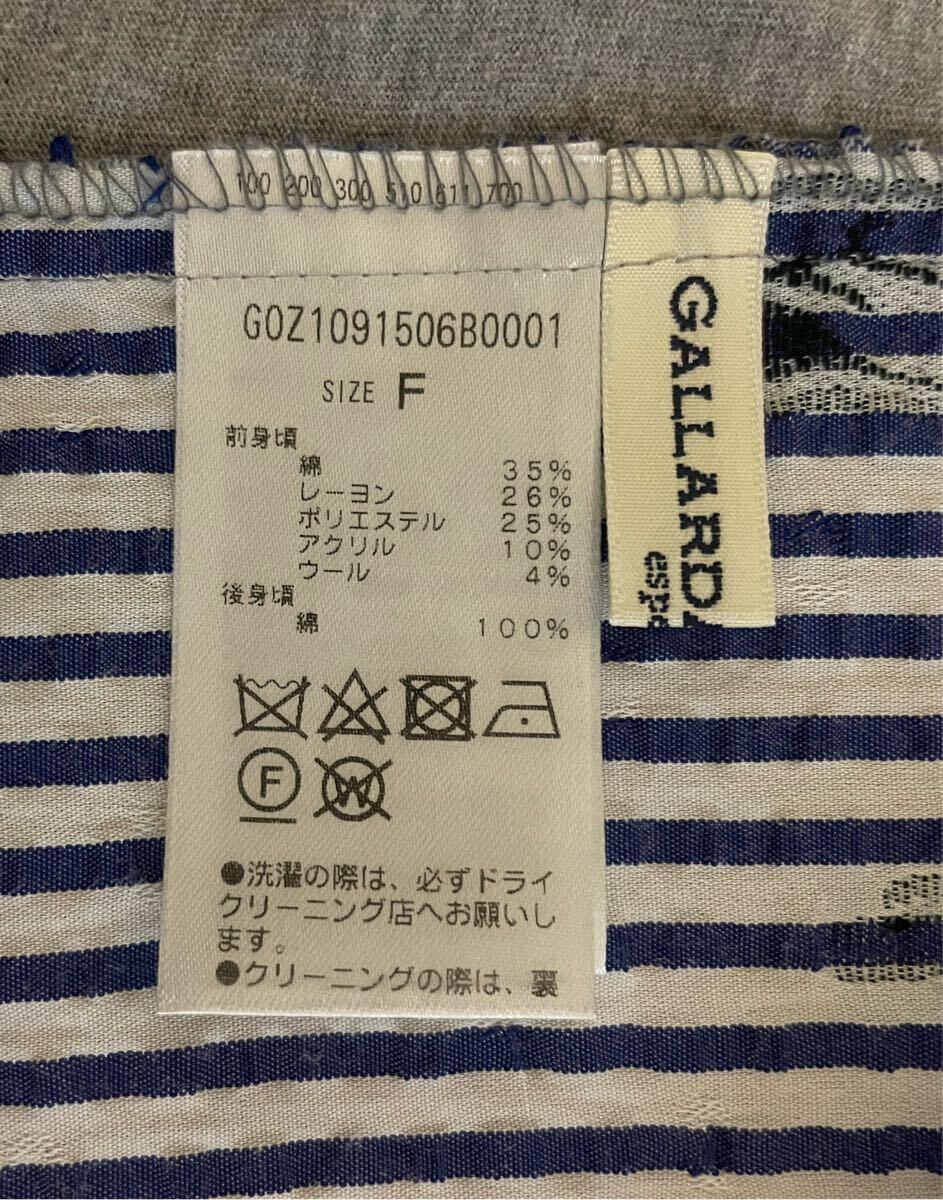 100 200 300 510 611 700
G0Z1091506B0001
SIZE F
前身頃
綿 35%
レーヨン 26%
ポリエステル 25%
アクリル 10%
ウール 4%
後身頃
綿 100%
F
W
●洗濯の際は、必ずドライ
クリーニング店へお願いし
ます。
●クリーニングの際は、裏
GALLARDA
espa